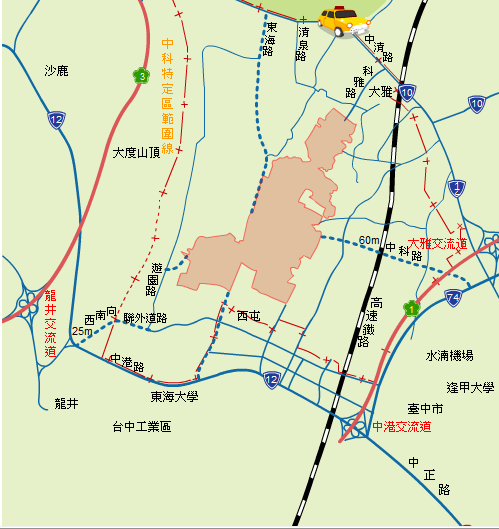 東海路
清泉路
中清路
科雅路
大雅
10
10
沙鹿
3
中科特定區範圍線
12
大度山頂
1
大雅交流道
60m
中科路
遊園路
74
1
高速鐵路
龍井交流道
西南向
聯外道路
25m
西屯
水湳機場
中港路
12
逢甲大學
東海大學
龍井
臺中市
台中工業區
中港交流道
中正路